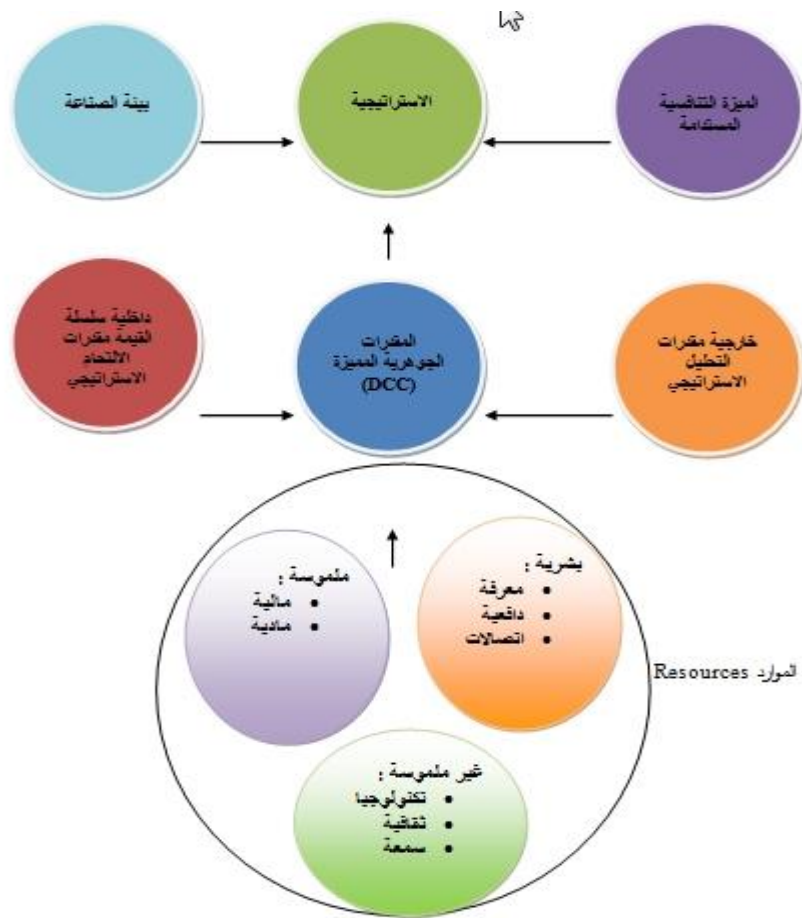 الميزة التنافسية
المستدامة
الاستراتيجية
بيئة الصناعة
خارجية مقدرات
التحليل
الاستراتيجي
المقدرات
الجوهرية المميزة
(DCC)
داخلية سلسلة
القيمة مقدرات
الالتحام
الاستراتيجي
بشرية :
• معرفة
• دافعية
• اتصالات
ملموسة :
• مالية
• مادية
الموارد Resources
غير ملموسة :
• تكنولوجيا
• ثقافية
• سمعة